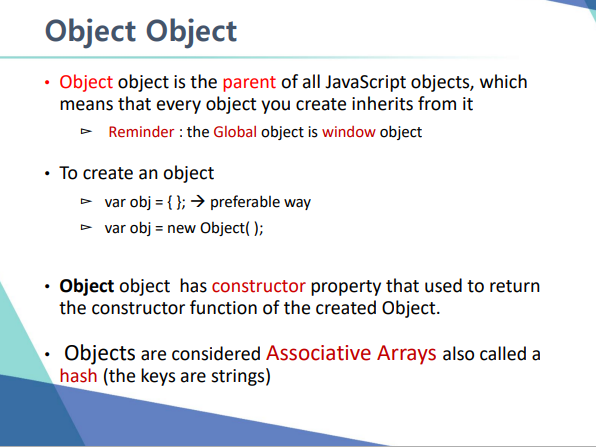 Object Object
• Object object is the parent of all JavaScript objects, which
means that every object you create inherits from it
▻ Reminder : the Global object is window object
• To create an object
▻ var obj = { }; → preferable way
▻ var obj = new Object( );
• Object object has constructor property that used to return
the constructor function of the created Object.
• Objects are considered Associative Arrays also called a
hash (the keys are strings)